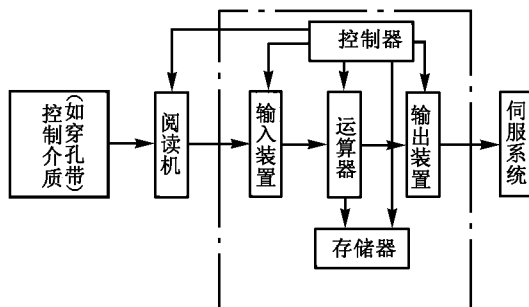 控制器
控制介质
(如穿孔带)
阅读机
输入装置
运算器
输出装置
伺服系统
存储器